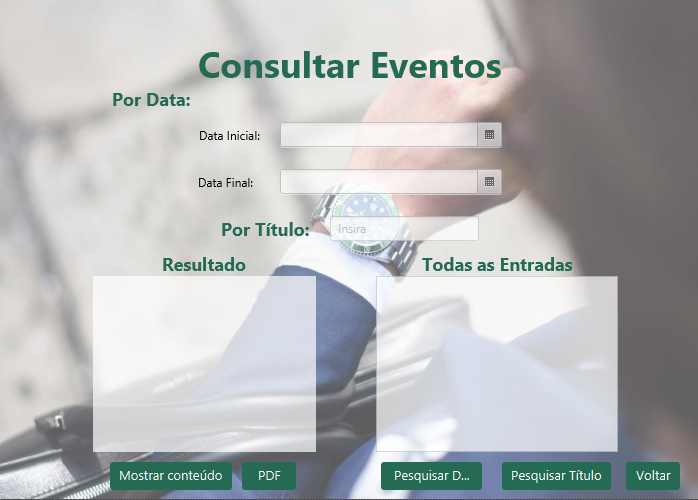 Consultar Eventos
Por Data:
Data Inicial:
Data Final:
Por Título:
Insira
Resultado
Todas as Entradas
Mostrar conteúdo
PDF
Pesquisar D...
Pesquisar Título
Voltar